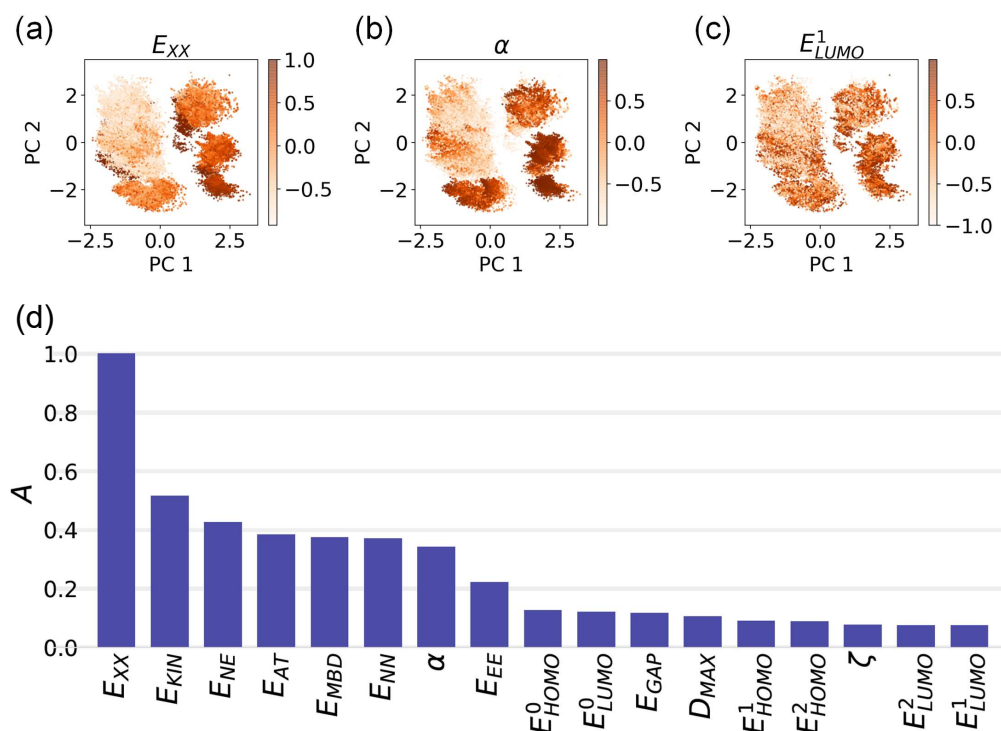 (a)
E_XX
1.0
0.5
0.0
−0.5
PC 2
2
0
−2
−2.5 0.0 2.5
PC 1
(b)
α
0.5
0.0
−0.5
PC 2
2
0
−2
−2.5 0.0 2.5
PC 1
(c)
E^1_LUMO
0.5
0.0
−0.5
−1.0
PC 2
2
0
−2
−2.5 0.0 2.5
PC 1
(d)
A
1.0
0.8
0.6
0.4
0.2
0.0
E_XX
E_KIN
E_NE
E_AT
E_MBD
E_NN
α
E_EE
E^0_HOMO
E^0_LUMO
E_GAP
D_MAX
E^1_HOMO
E^2_HOMO
ζ
E^2_LUMO
E^1_LUMO